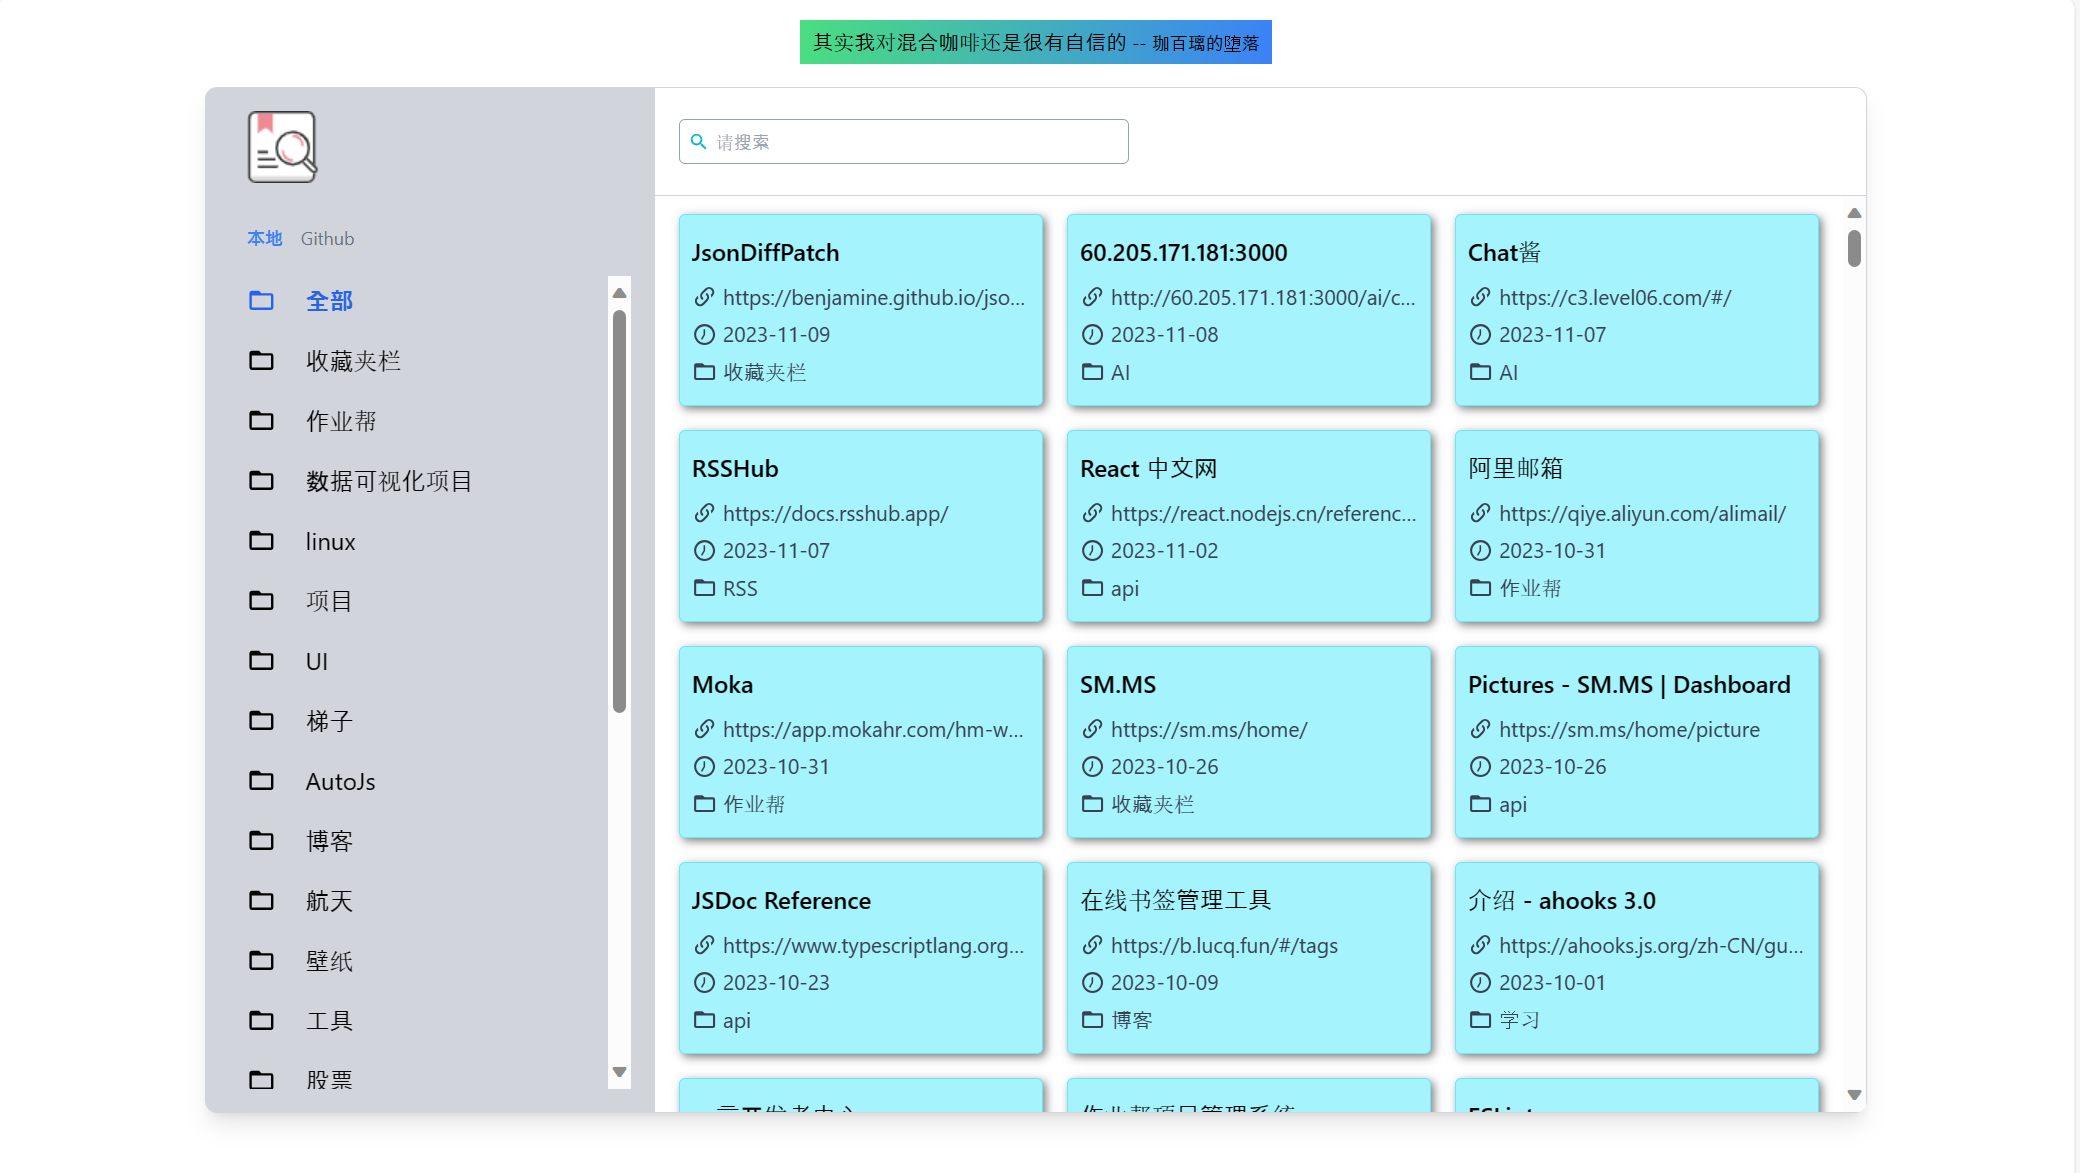 其实我对混合咖啡还是很有自信的 -- 珈百璃的堕落
请搜索
本地 Github
全部
收藏夹栏
作业帮
数据可视化项目
linux
项目
UI
梯子
AutoJs
博客
航天
壁纸
工具
股票
JsonDiffPatch
https://benjamine.github.io/jso...
2023-11-09
收藏夹栏
60.205.171.181:3000
http://60.205.171.181:3000/ai/c...
2023-11-08
AI
Chat酱
https://c3.level06.com/#/
2023-11-07
AI
RSSHub
https://docs.rsshub.app/
2023-11-07
RSS
React 中文网
https://react.nodejs.cn/referenc...
2023-11-02
api
阿里邮箱
https://qiye.aliyun.com/alimail/
2023-10-31
作业帮
Moka
https://app.mokahr.com/hm-w...
2023-10-31
作业帮
SM.MS
https://sm.ms/home/
2023-10-26
收藏夹栏
Pictures - SM.MS | Dashboard
https://sm.ms/home/picture
2023-10-26
api
JSDoc Reference
https://www.typescriptlang.org...
2023-10-23
api
在线书签管理工具
https://b.lucq.fun/#/tags
2023-10-09
博客
介绍 - ahooks 3.0
https://ahooks.js.org/zh-CN/gu...
2023-10-01
学习
作业帮项目管理系统
ESLint